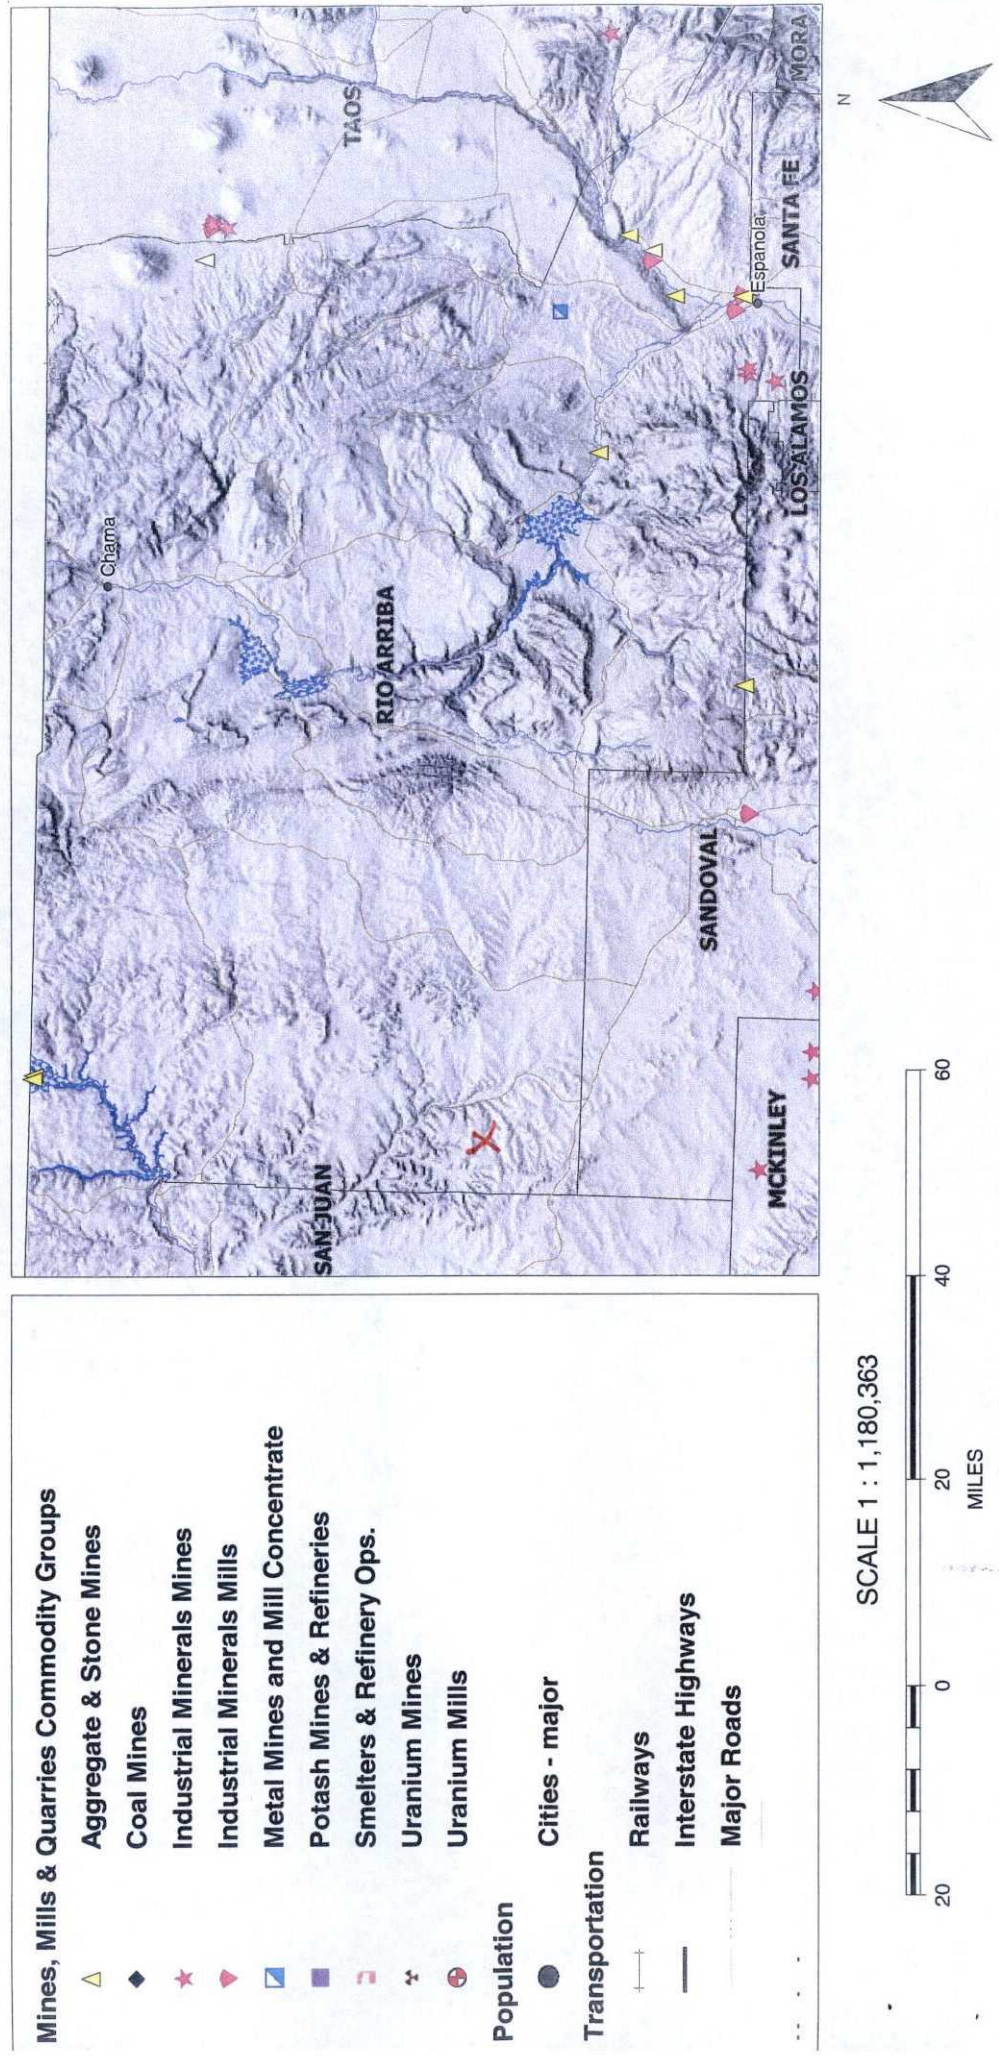 Mines, Mills & Quarries Commodity Groups
Aggregate & Stone Mines
Coal Mines
Industrial Minerals Mines
Industrial Minerals Mills
Metal Mines and Mill Concentrate
Potash Mines & Refineries
Smelters & Refinery Ops.
Uranium Mines
Uranium Mills
Population
Cities - major
Transportation
Railways
Interstate Highways
Major Roads
Chama
TAOS
SAN JUAN
RIO ARRIBA
MORA
Espanola
SANTA FE
SANDOVAL
LOS ALAMOS
MCKINLEY
N
SCALE 1 : 1,180,363
20 0 20 40 60
MILES